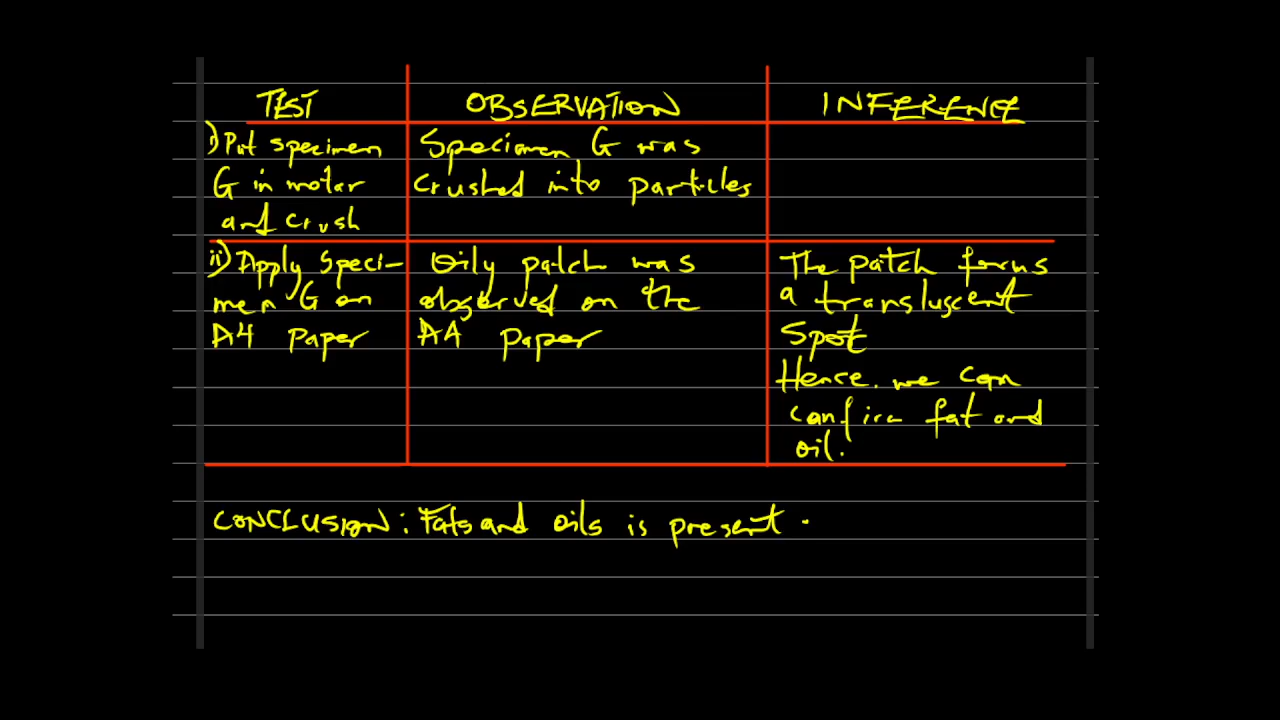 TEST OBSERVATION INFERENCE
i) Put specimen
G in motar
and crush
Specimen G was
crushed into particles
ii) Apply Speci-
men G on
A4 paper
Oily patch was
observed on the
A4 paper
The patch forms
a transluscent
Spot
Hence, we can
confirm fat and
oil.
CONCLUSION: Fats and oils is present.